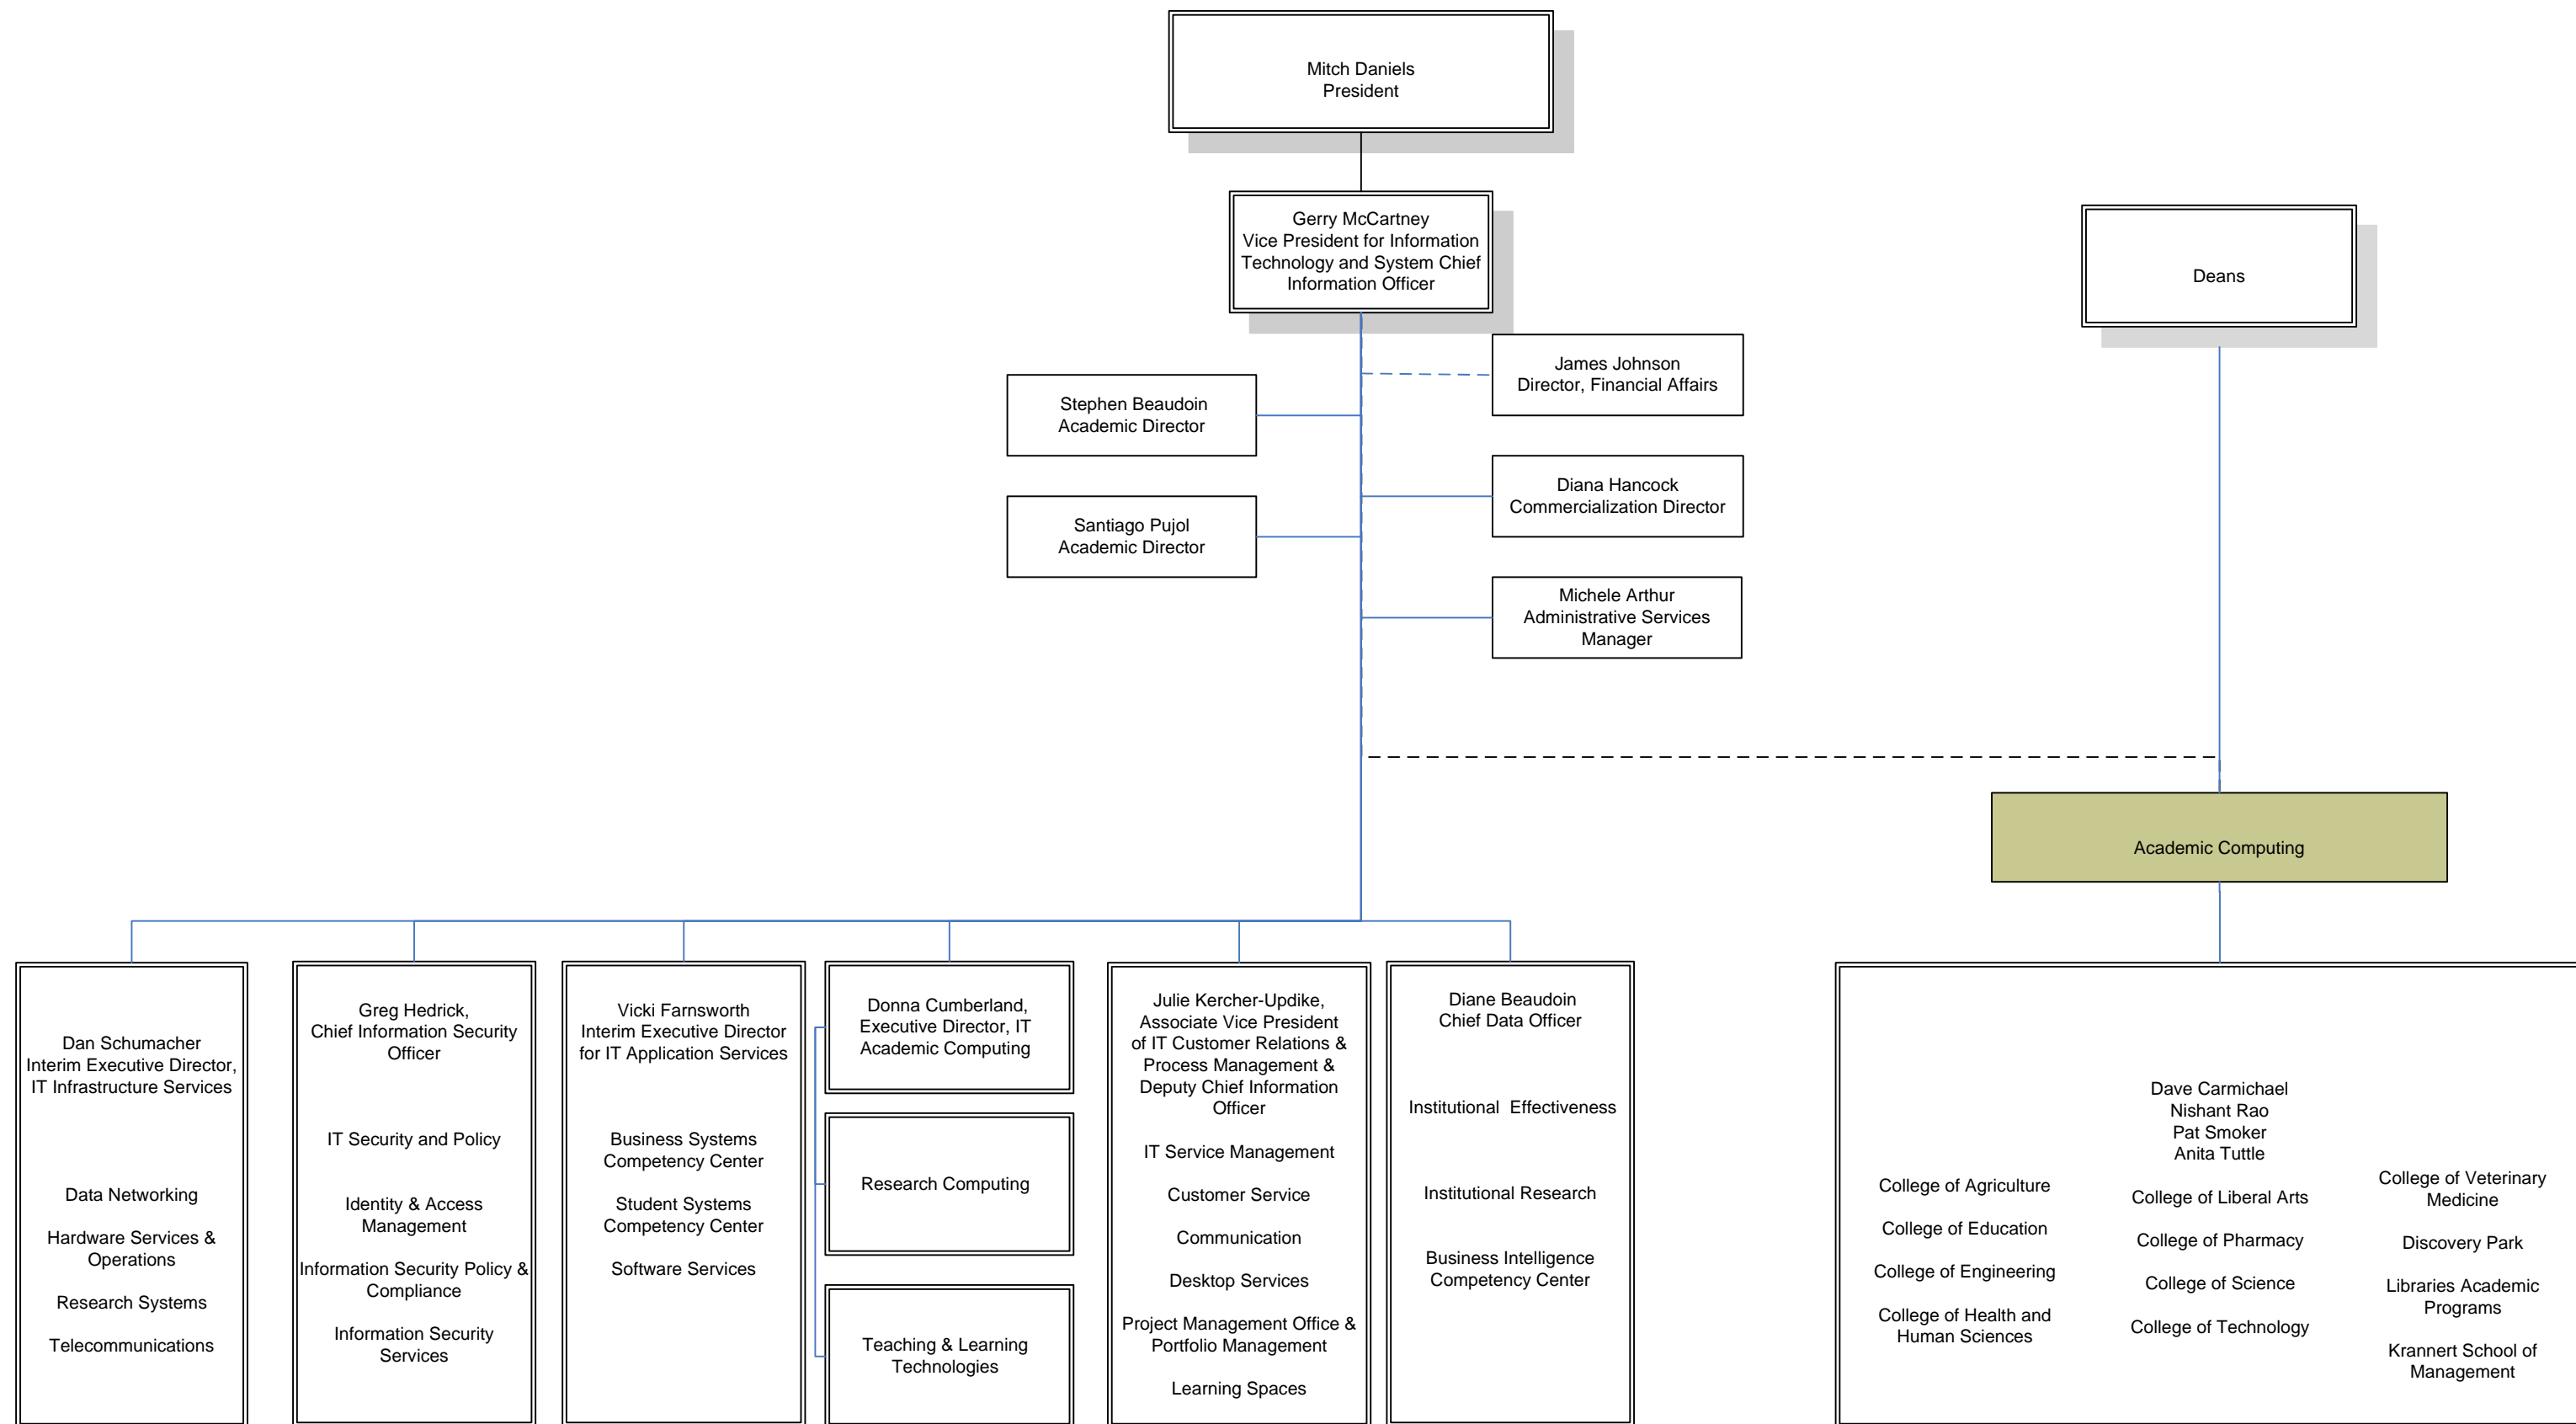 Mitch Daniels
President
Gerry McCartney
Vice President for Information
Technology and System Chief
Information Officer
Deans
James Johnson
Director, Financial Affairs
Stephen Beaudoin
Academic Director
Diana Hancock
Commercialization Director
Santiago Pujol
Academic Director
Michele Arthur
Administrative Services
Manager
Academic Computing
Dan Schumacher
Interim Executive Director,
IT Infrastructure Services
Data Networking
Hardware Services &
Operations
Research Systems
Telecommunications
Greg Hedrick,
Chief Information Security
Officer
IT Security and Policy
Identity & Access
Management
Information Security Policy &
Compliance
Information Security
Services
Vicki Farnsworth
Interim Executive Director
for IT Application Services
Business Systems
Competency Center
Student Systems
Competency Center
Software Services
Donna Cumberland,
Executive Director, IT
Academic Computing
Research Computing
Teaching & Learning
Technologies
Julie Kercher-Updike,
Associate Vice President
of IT Customer Relations &
Process Management &
Deputy Chief Information
Officer
IT Service Management
Customer Service
Communication
Desktop Services
Project Management Office &
Portfolio Management
Learning Spaces
Diane Beaudoin
Chief Data Officer
Institutional  Effectiveness
Institutional Research
Business Intelligence
Competency Center
Dave Carmichael
Nishant Rao
Pat Smoker
Anita Tuttle
College of Agriculture
College of Education
College of Engineering
College of Health and
Human Sciences
College of Liberal Arts
College of Pharmacy
College of Science
College of Technology
College of Veterinary
Medicine
Discovery Park
Libraries Academic
Programs
Krannert School of
Management